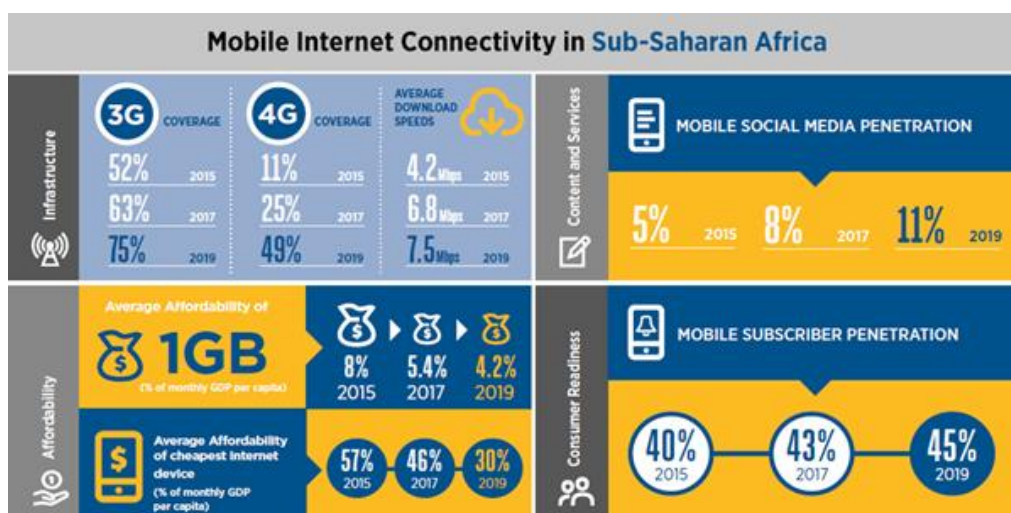 Mobile Internet Connectivity in Sub-Saharan Africa
Infrastructure
3G COVERAGE
52% 2015
63% 2017
75% 2019
4G COVERAGE
11% 2015
25% 2017
49% 2019
AVERAGE
DOWNLOAD
SPEEDS
4.2Mbps 2015
6.8Mbps 2017
7.5Mbps 2019
Content and Services
MOBILE SOCIAL MEDIA PENETRATION
5% 2015
8% 2017
11% 2019
Affordability
Average Affordability of
$ 1GB
(% of monthly GDP per capita)
$ $ $
8% 5.4% 4.2%
2015 2017 2019
$
Average Affordability
of cheapest Internet
device
(% of monthly GDP
per capita)
57% 46% 30%
2015 2017 2019
Consumer Readiness
MOBILE SUBSCRIBER PENETRATION
40% 43% 45%
2015 2017 2019